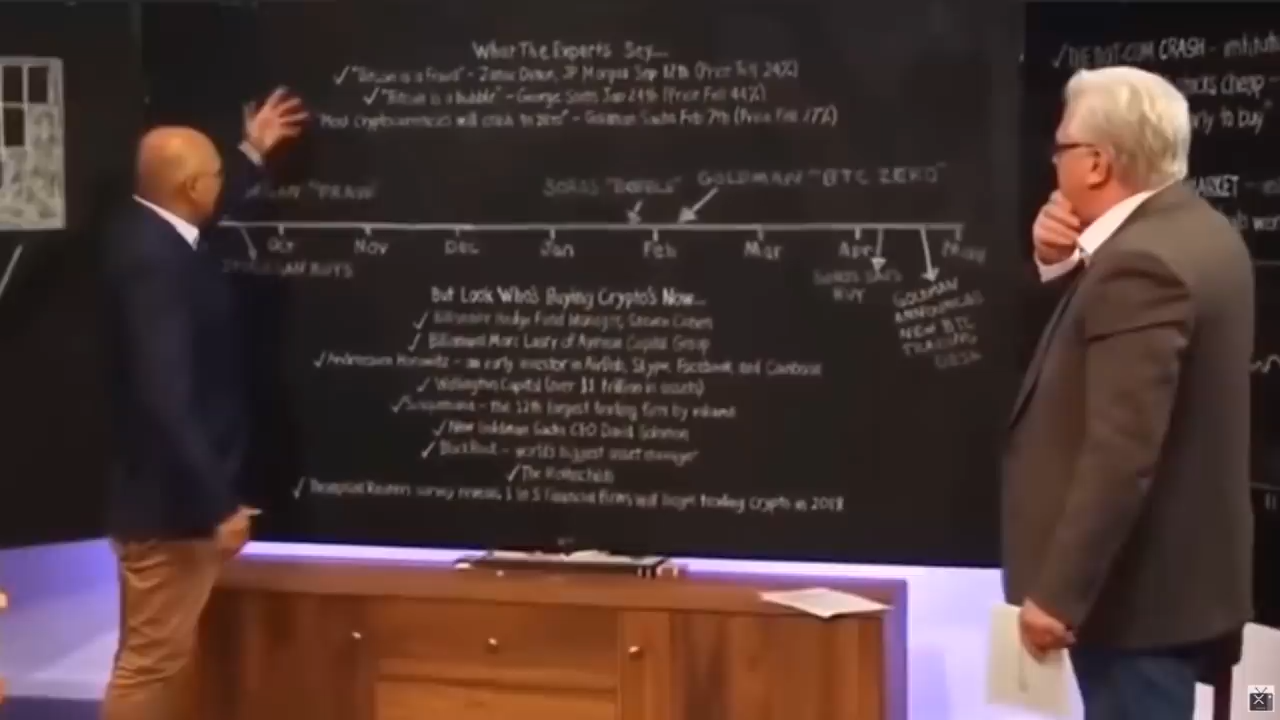 What The Experts Say...
✓ "Bitcoin is a Fraud" - Jamie Dimon, JP Morgan Sep 12th (Price Fell 24%)
✓ "Bitcoin is a bubble" - George Soros Jan 24th (Price Fell 44%)
"Most cryptocurrencies will crash to zero" - Goldman Sachs Feb 7th (Price Fell 27%)
✓ THE DOT-COM CRASH -
cheap -
to buy"
"FRAUD"
SOROS "BUBBLE"
GOLDMAN "BTC ZERO"
MARKET -
Oct Nov Dec Jan Feb Mar Apr May
BUYS
SOROS SAYS
BUY
GOLDMAN
ANNOUNCES
NEW BTC
TRADING
DESK
But Look Who's Buying Crypto's Now...
✓ Billionaire Hedge Fund Manager, Steven Cohen
✓ Billionaire Marc Lasry of Avenue Capital Group
✓ Andreessen Horowitz - an early investor in Airbnb, Skype, Facebook, and Coinbase
✓ Wellington Capital (over $1 trillion in assets)
✓ Susquehanna - the 12th largest trading firm by volume
✓ New Goldman Sachs CEO David Solomon
✓ BlackRock - world's biggest asset manager
✓ The Rothschilds
✓ Thompson Reuters survey reveals, 1 in 5 Financial Firms will begin trading crypto in 2018